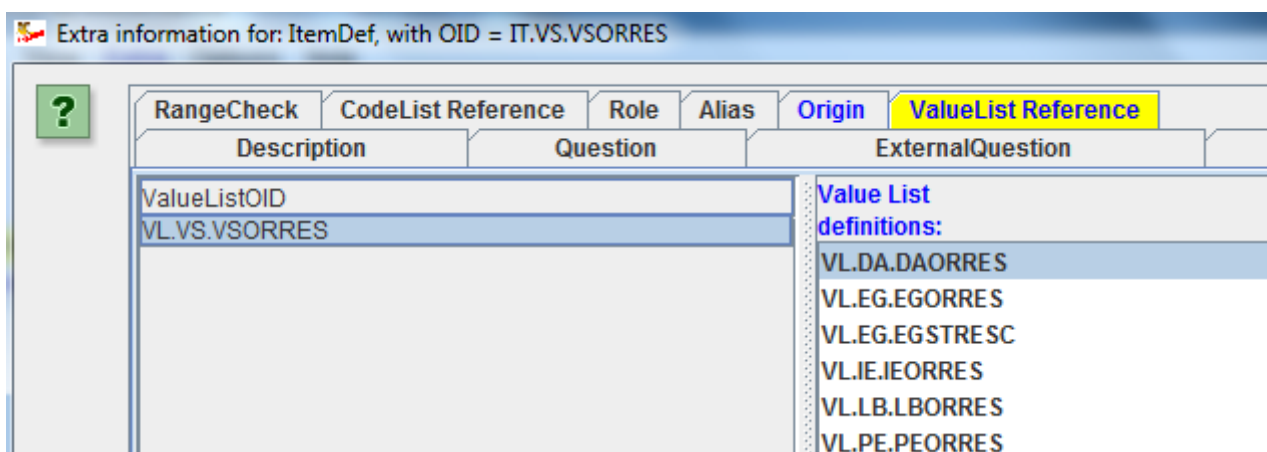 Extra information for: ItemDef, with OID = IT.VS.VSORRES
?
RangeCheck CodeList Reference Role Alias Origin ValueList Reference
Description Question ExternalQuestion
ValueListOID
VL.VS.VSORRES
Value List
definitions:
VL.DA.DAORRES
VL.EG.EGORRES
VL.EG.EGSTRESC
VL.IE.IEORRES
VL.LB.LBORRES
VL.PE.PEORRES